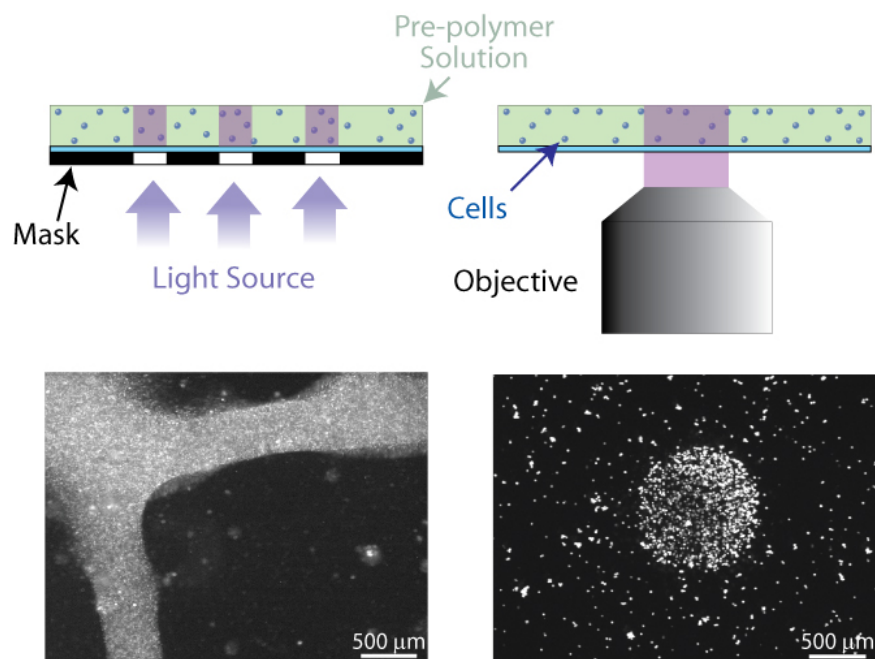 Pre-polymer
Solution
Mask
Light Source
Cells
Objective
500 μm
500 μm